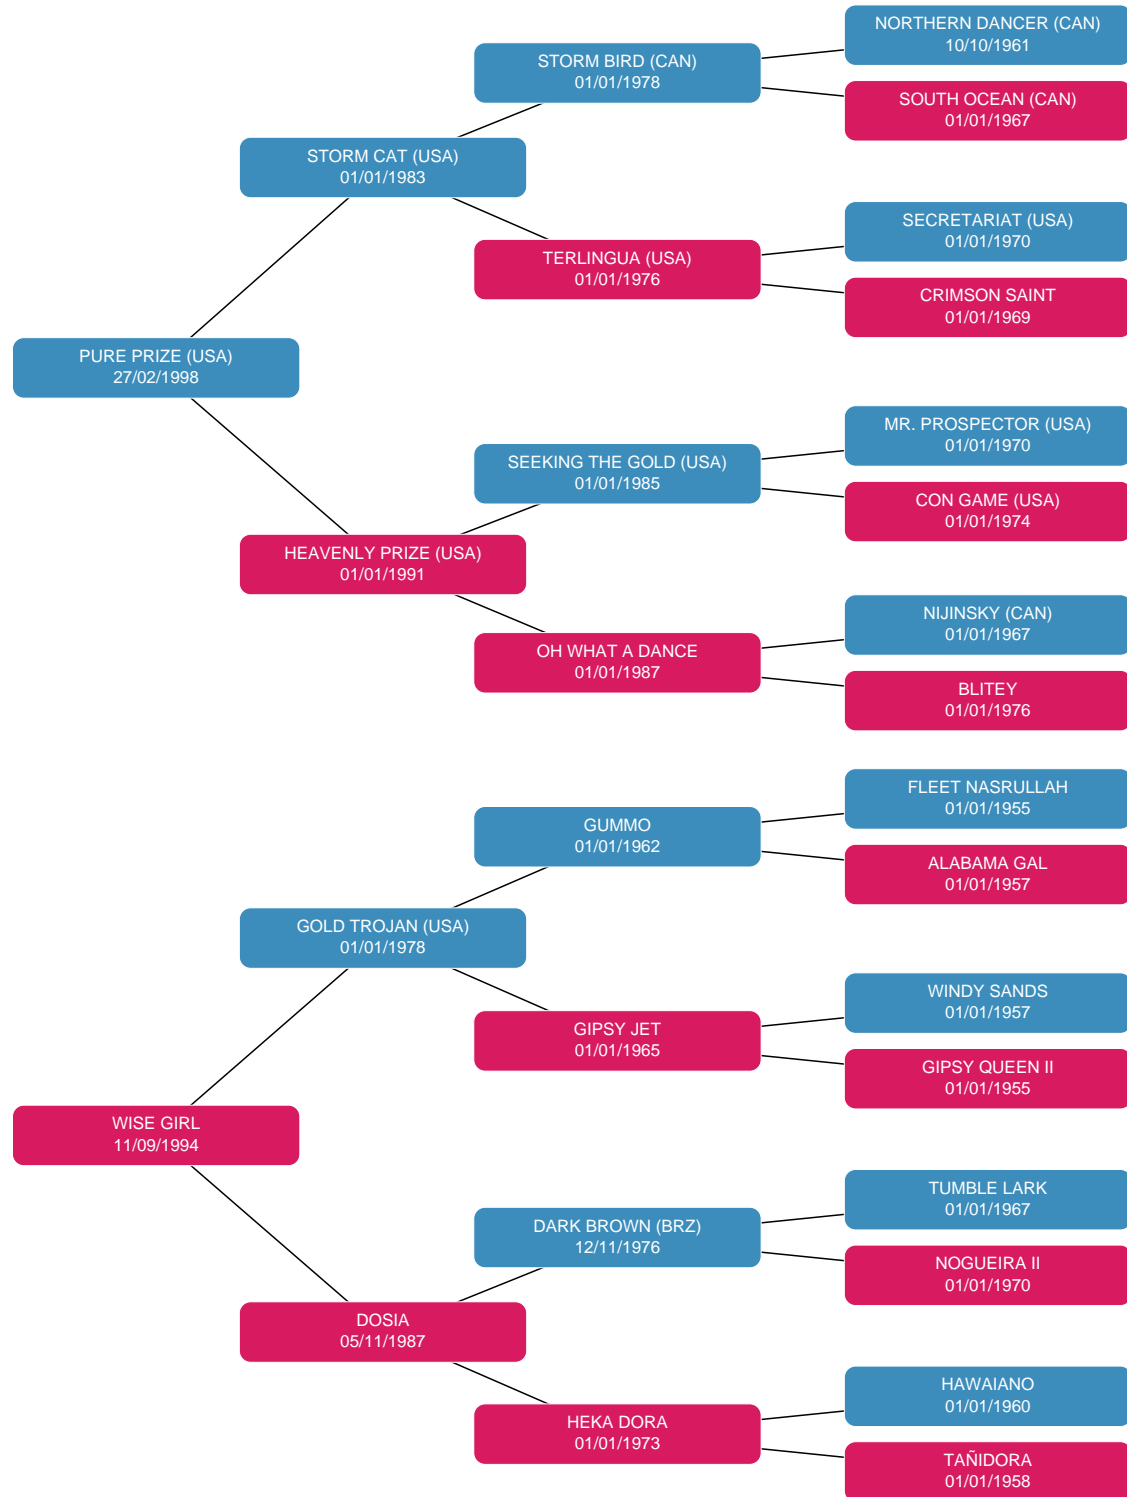 NORTHERN DANCER (CAN)
10/10/1961
STORM BIRD (CAN)
01/01/1978
SOUTH OCEAN (CAN)
01/01/1967
STORM CAT (USA)
01/01/1983
SECRETARIAT (USA)
01/01/1970
TERLINGUA (USA)
01/01/1976
CRIMSON SAINT
01/01/1969
PURE PRIZE (USA)
27/02/1998
MR. PROSPECTOR (USA)
01/01/1970
SEEKING THE GOLD (USA)
01/01/1985
CON GAME (USA)
01/01/1974
HEAVENLY PRIZE (USA)
01/01/1991
NIJINSKY (CAN)
01/01/1967
OH WHAT A DANCE
01/01/1987
BLITEY
01/01/1976
FLEET NASRULLAH
01/01/1955
GUMMO
01/01/1962
ALABAMA GAL
01/01/1957
GOLD TROJAN (USA)
01/01/1978
WINDY SANDS
01/01/1957
GIPSY JET
01/01/1965
GIPSY QUEEN II
01/01/1955
WISE GIRL
11/09/1994
TUMBLE LARK
01/01/1967
DARK BROWN (BRZ)
12/11/1976
NOGUEIRA II
01/01/1970
DOSIA
05/11/1987
HAWAIANO
01/01/1960
HEKA DORA
01/01/1973
TAÑIDORA
01/01/1958